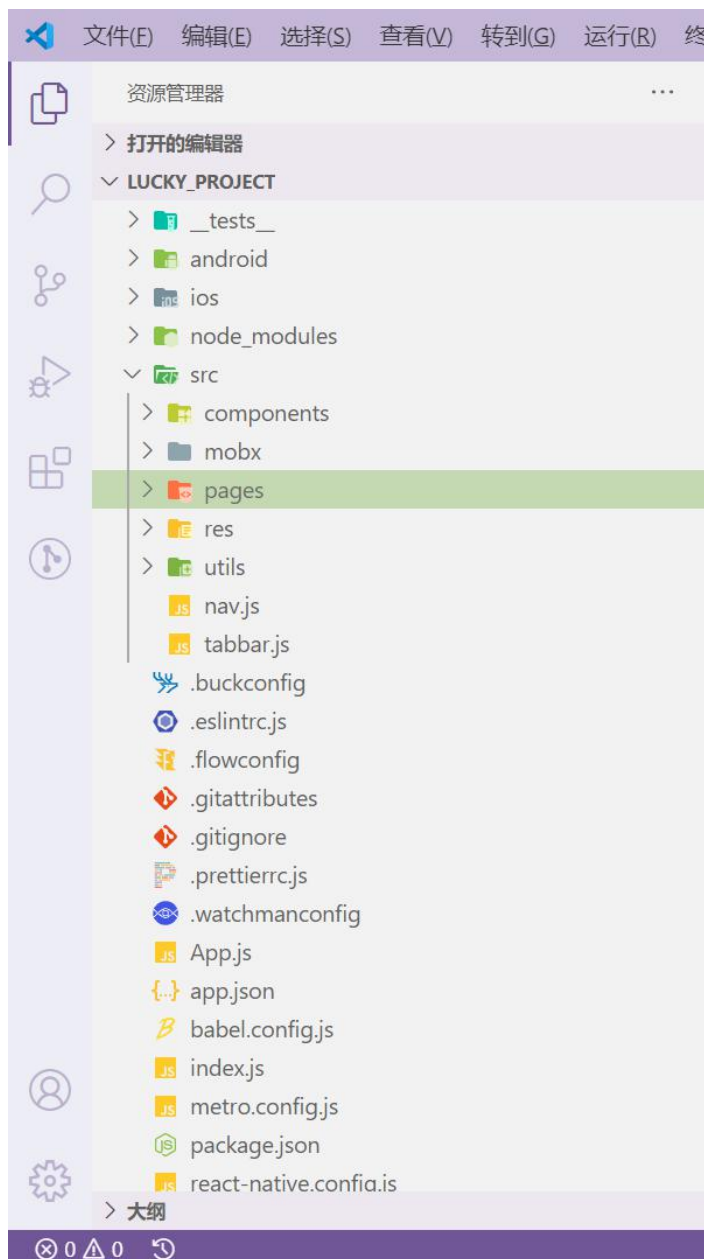 文件(F) 编辑(E) 选择(S) 查看(V) 转到(G) 运行(R) 终
资源管理器 ...
打开的编辑器
LUCKY_PROJECT
__tests__
android
ios
node_modules
src
components
mobx
pages
res
utils
nav.js
tabbar.js
.buckconfig
.eslintrc.js
.flowconfig
.gitattributes
.gitignore
.prettierrc.js
.watchmanconfig
App.js
app.json
babel.config.js
index.js
metro.config.js
package.json
react-native.config.js
大纲
0 0